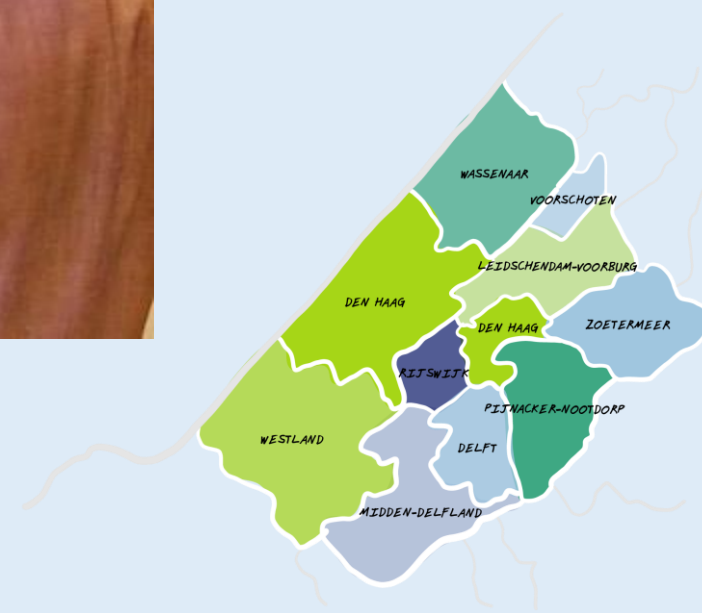 WASSENAAR
VOORSCHOTEN
LEIDSCHENDAM-VOORBURG
DEN HAAG
DEN HAAG
ZOETERMEER
RIJSWIJK
PIJNACKER-NOOTDORP
WESTLAND
DELFT
MIDDEN-DELFLAND